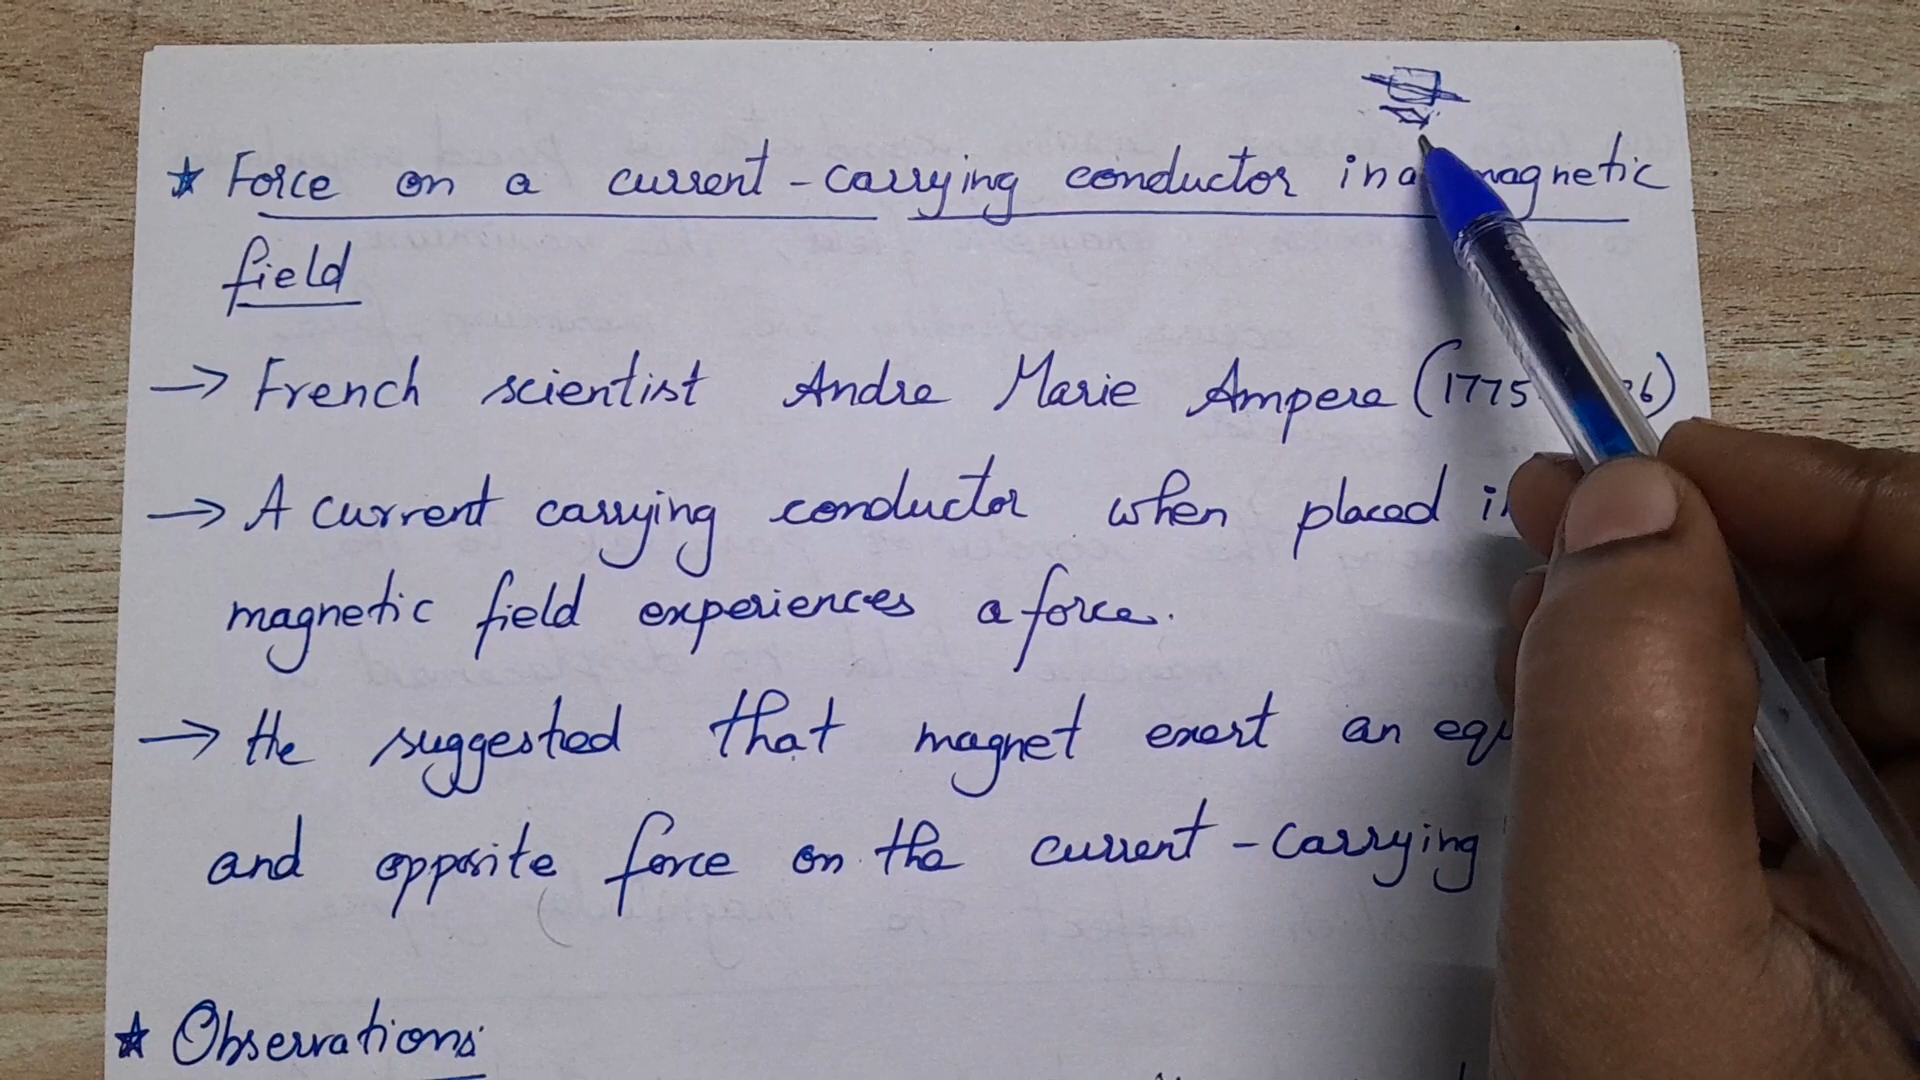 ★ Force on a current-carrying conductor in a magnetic
field
→ French scientist Andre Marie Ampere (1775
→ A current carrying conductor when placed
magnetic field experiences a force.
→ He suggested that magnet exert an
and opposite force on the current-carrying
★ Observations: